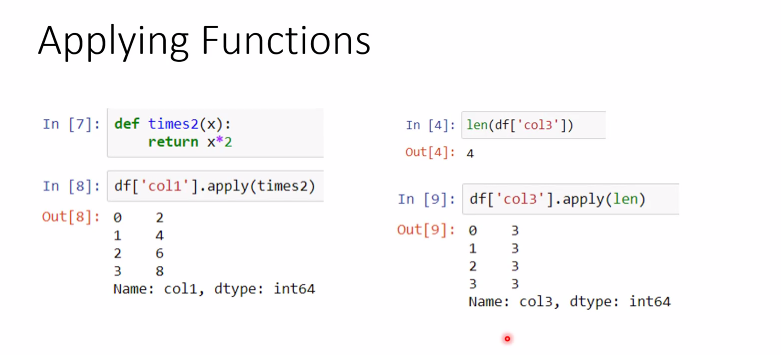 Applying Functions
In [7]: def times2(x):
return x*2
In [8]: df['col1'].apply(times2)
Out[8]: 0 2
1 4
2 6
3 8
Name: col1, dtype: int64
In [4]: len(df['col3'])
Out[4]: 4
In [9]: df['col3'].apply(len)
Out[9]: 0 3
1 3
2 3
3 3
Name: col3, dtype: int64